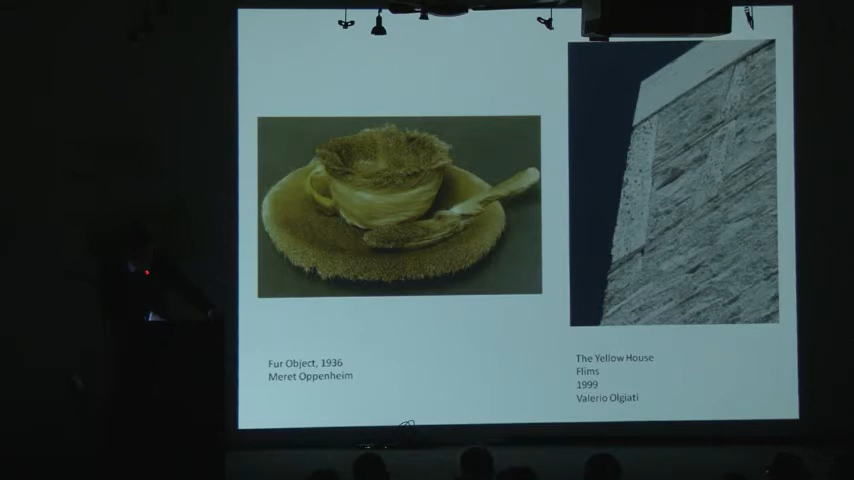 Fur Object, 1936
Meret Oppenheim
The Yellow House
Flims
1999
Valerio Olgiati